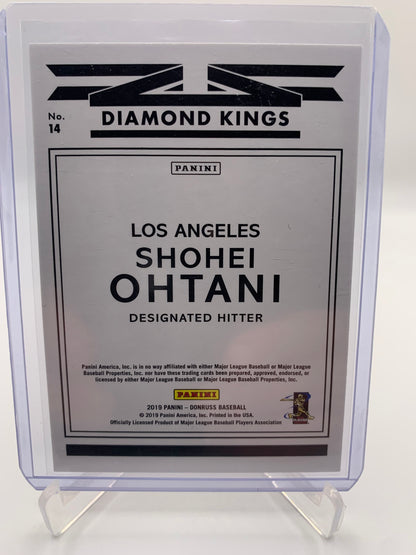 No.
14
DIAMOND KINGS
PANINI
LOS ANGELES
SHOHEI
OHTANI
DESIGNATED HITTER
Panini America, Inc. is in no way affiliated with either Major League Baseball or Major League
Baseball Properties, Inc. nor have these trading cards been prepared, approved, endorsed, or
licensed by either Major League Baseball or Major League Baseball Properties, Inc.
PANINI
2019 PANINI – DONRUSS BASEBALL
© 2019 Panini America, Inc. Printed in the USA.
Officially Licensed Product of Major League Baseball Players Association